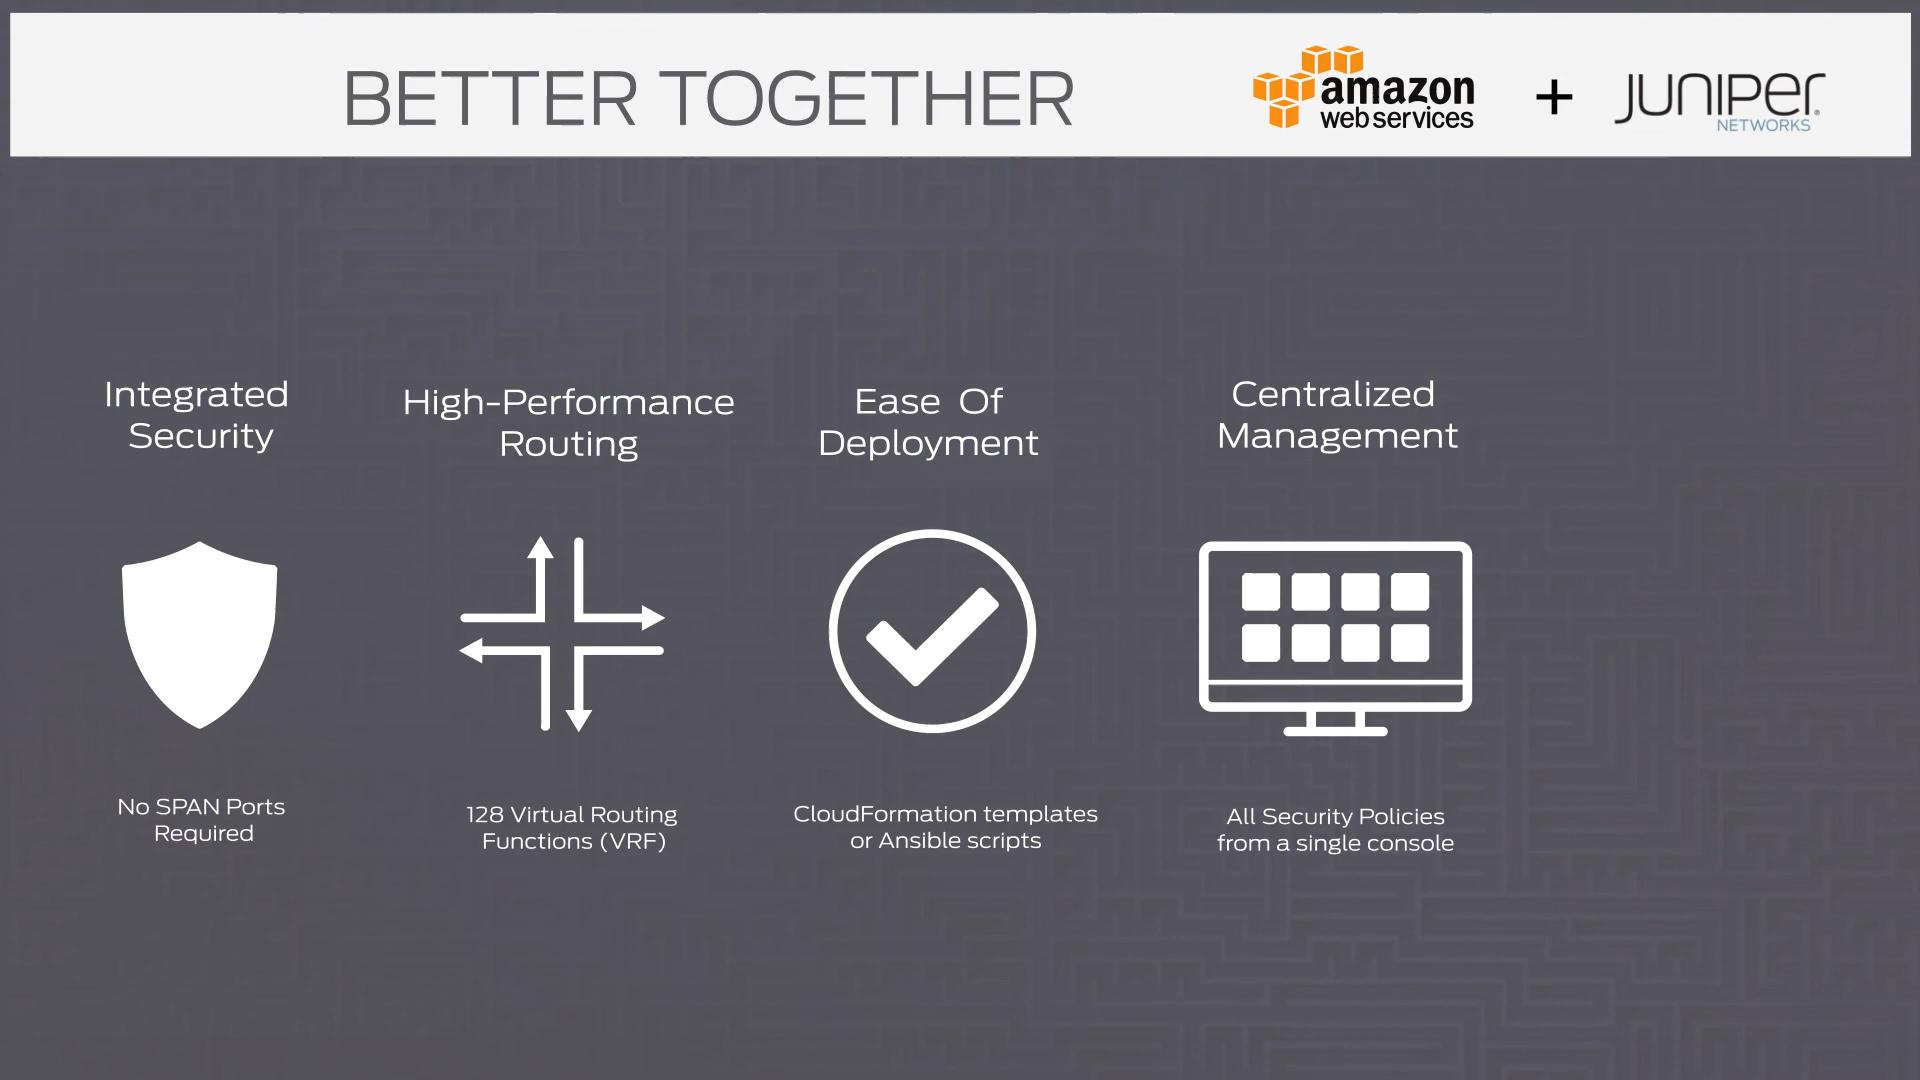 BETTER TOGETHER
amazon
web services
+
JUNIPER
NETWORKS
Integrated
Security
High-Performance
Routing
Ease Of
Deployment
Centralized
Management
No SPAN Ports
Required
128 Virtual Routing
Functions (VRF)
CloudFormation templates
or Ansible scripts
All Security Policies
from a single console